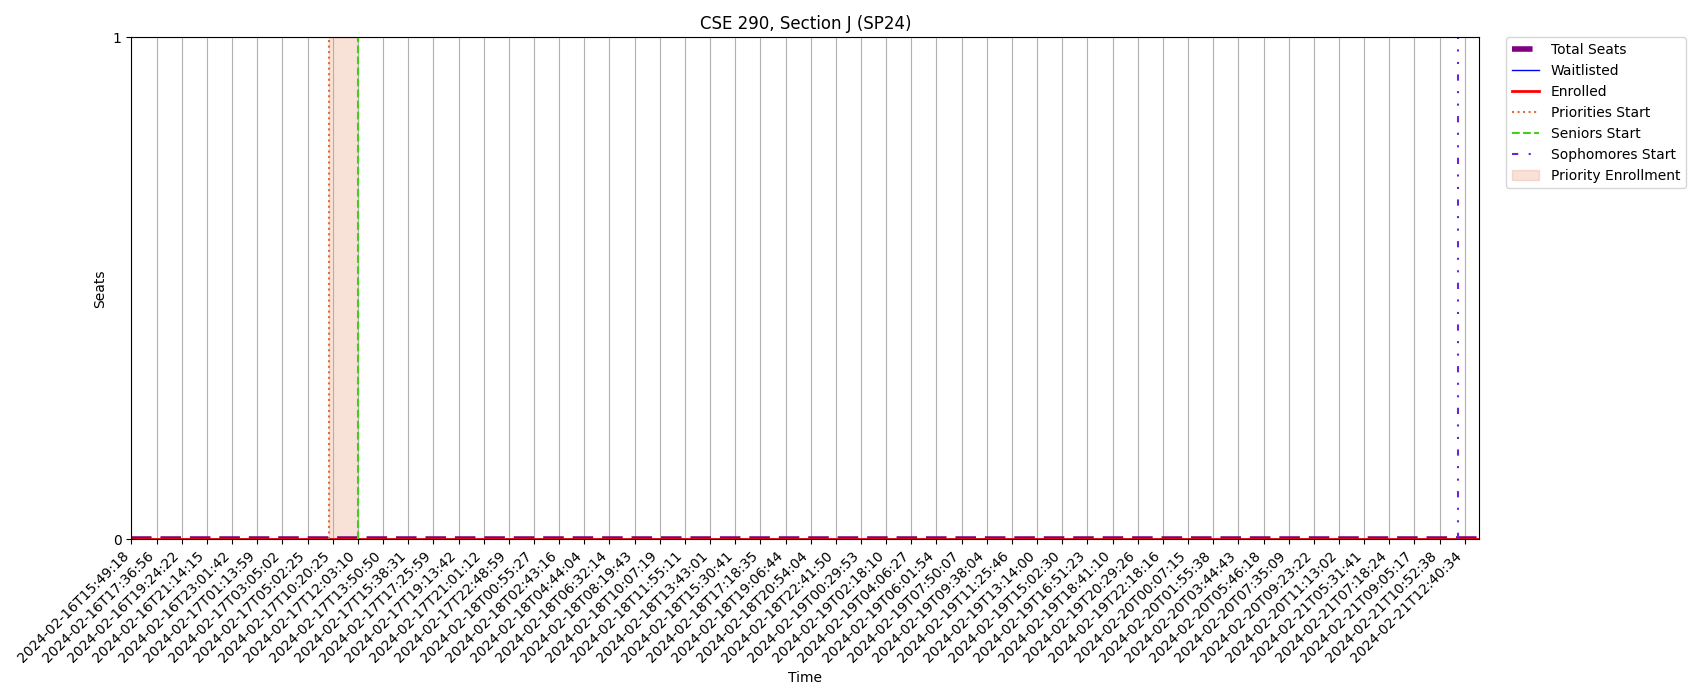 CSE 290, Section J (SP24)
1
0
Seats
Total Seats
Waitlisted
Enrolled
Priorities Start
Seniors Start
Sophomores Start
Priority Enrollment
2024-02-16T15:49:18
2024-02-16T17:36:56
2024-02-16T19:24:22
2024-02-16T21:14:15
2024-02-16T23:01:42
2024-02-17T01:13:59
2024-02-17T03:05:02
2024-02-17T05:02:25
2024-02-17T10:20:25
2024-02-17T12:03:10
2024-02-17T13:50:50
2024-02-17T15:38:31
2024-02-17T17:25:59
2024-02-17T19:13:42
2024-02-17T21:01:12
2024-02-17T22:48:59
2024-02-18T00:55:27
2024-02-18T02:43:16
2024-02-18T04:44:04
2024-02-18T06:32:14
2024-02-18T08:19:43
2024-02-18T10:07:19
2024-02-18T11:55:11
2024-02-18T13:43:01
2024-02-18T15:30:41
2024-02-18T17:18:35
2024-02-18T19:06:44
2024-02-18T20:54:04
2024-02-18T22:41:50
2024-02-19T00:29:53
2024-02-19T02:18:10
2024-02-19T04:06:27
2024-02-19T06:01:54
2024-02-19T07:50:07
2024-02-19T09:38:04
2024-02-19T11:25:46
2024-02-19T13:14:00
2024-02-19T15:02:30
2024-02-19T16:51:23
2024-02-19T18:41:10
2024-02-19T20:29:26
2024-02-19T22:18:16
2024-02-20T00:07:15
2024-02-20T01:55:38
2024-02-20T03:44:43
2024-02-20T05:46:18
2024-02-20T07:35:09
2024-02-20T09:23:22
2024-02-20T11:13:02
2024-02-21T05:31:41
2024-02-21T07:18:24
2024-02-21T09:05:17
2024-02-21T10:52:38
2024-02-21T12:40:34
Time